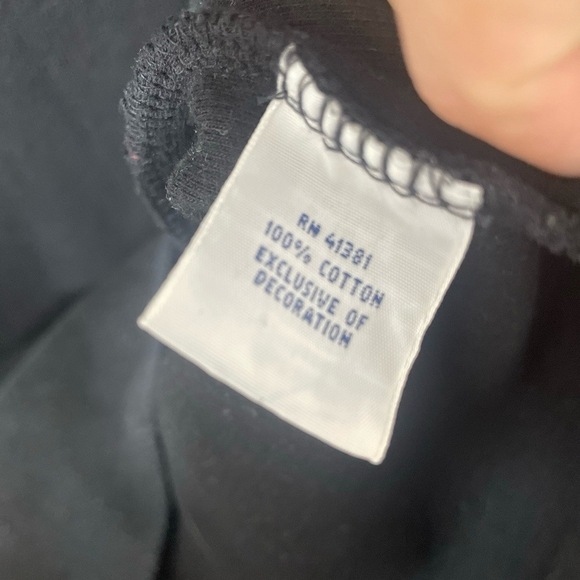 RN 41381
100% COTTON
EXCLUSIVE OF
DECORATION